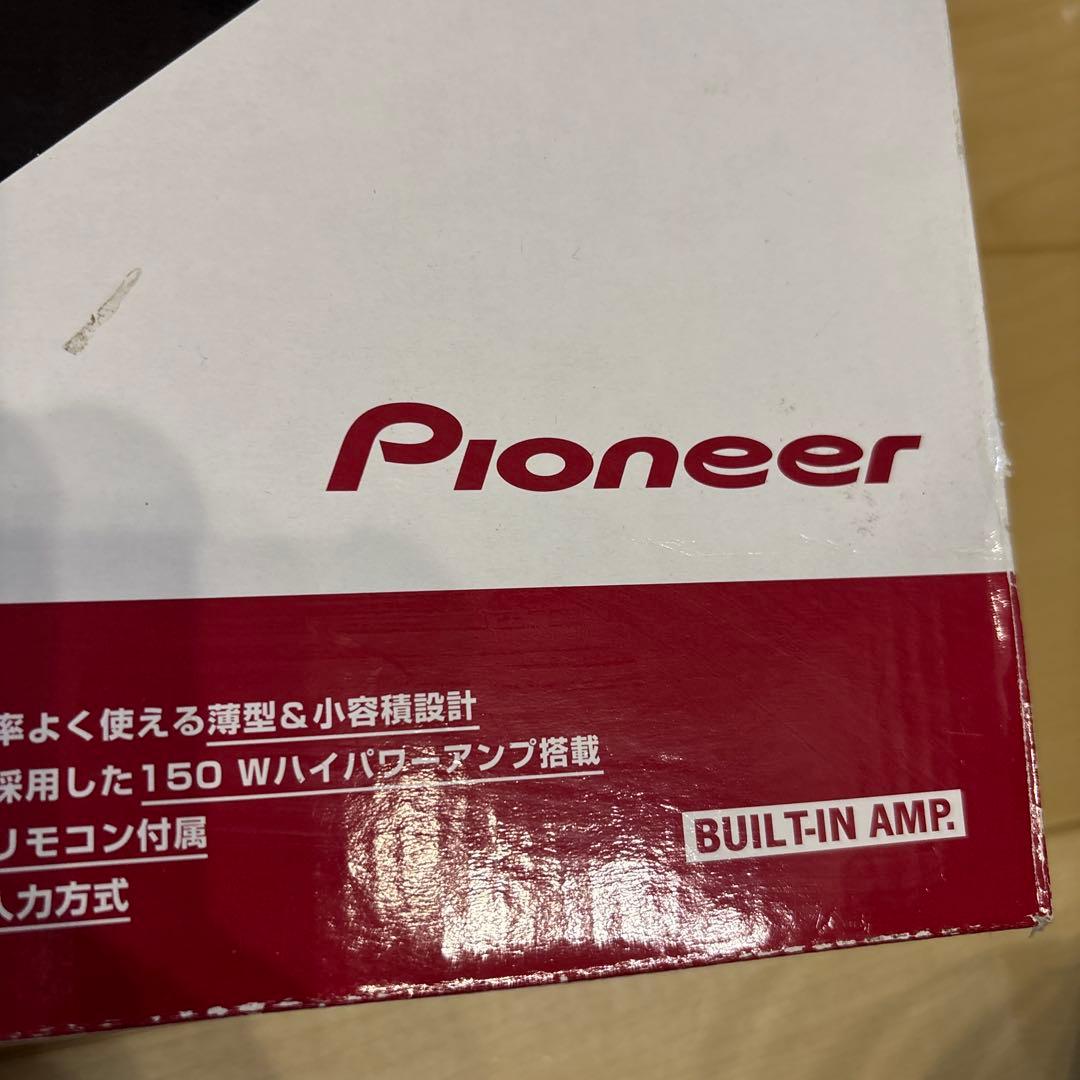 Pioneer
率よく使える薄型&小容積設計
採用した150 Wハイパワーアンプ搭載
リモコン付属
入力方式
BUILT-IN AMP.